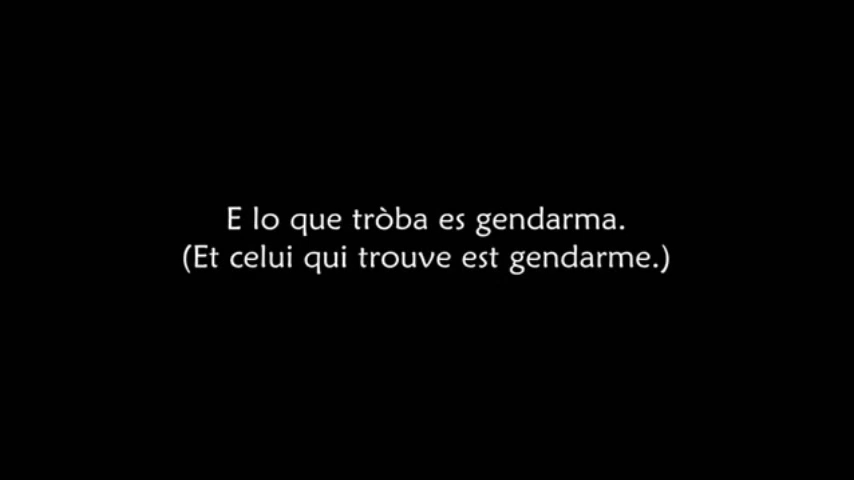 E lo que tròba es gendarma.
(Et celui qui trouve est gendarme.)